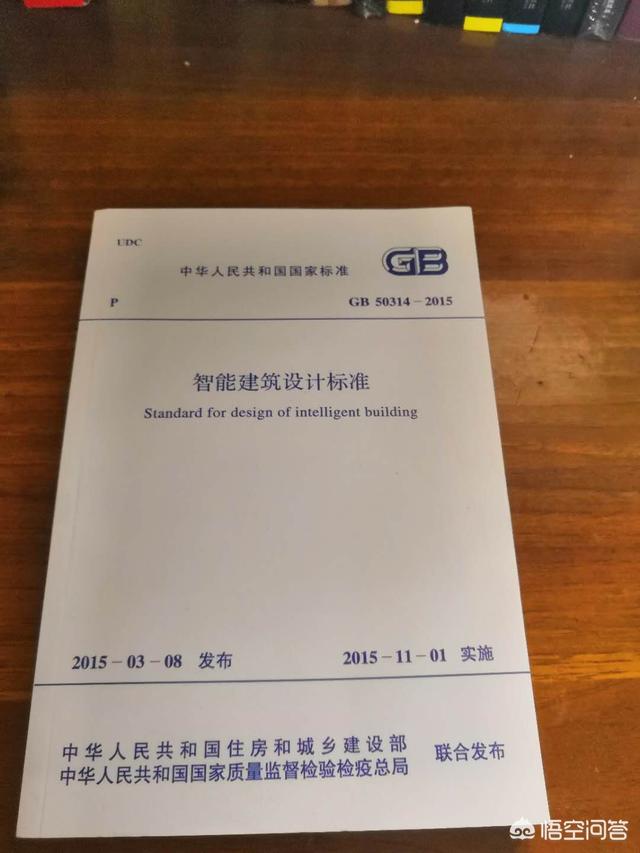 UDC
中华人民共和国国家标准
GB
P
GB 50314-2015
智能建筑设计标准
Standard for design of intelligent building
2015-03-08 发布
2015-11-01 实施
中华人民共和国住房和城乡建设部
中华人民共和国国家质量监督检验检疫总局
联合发布
悟空问答